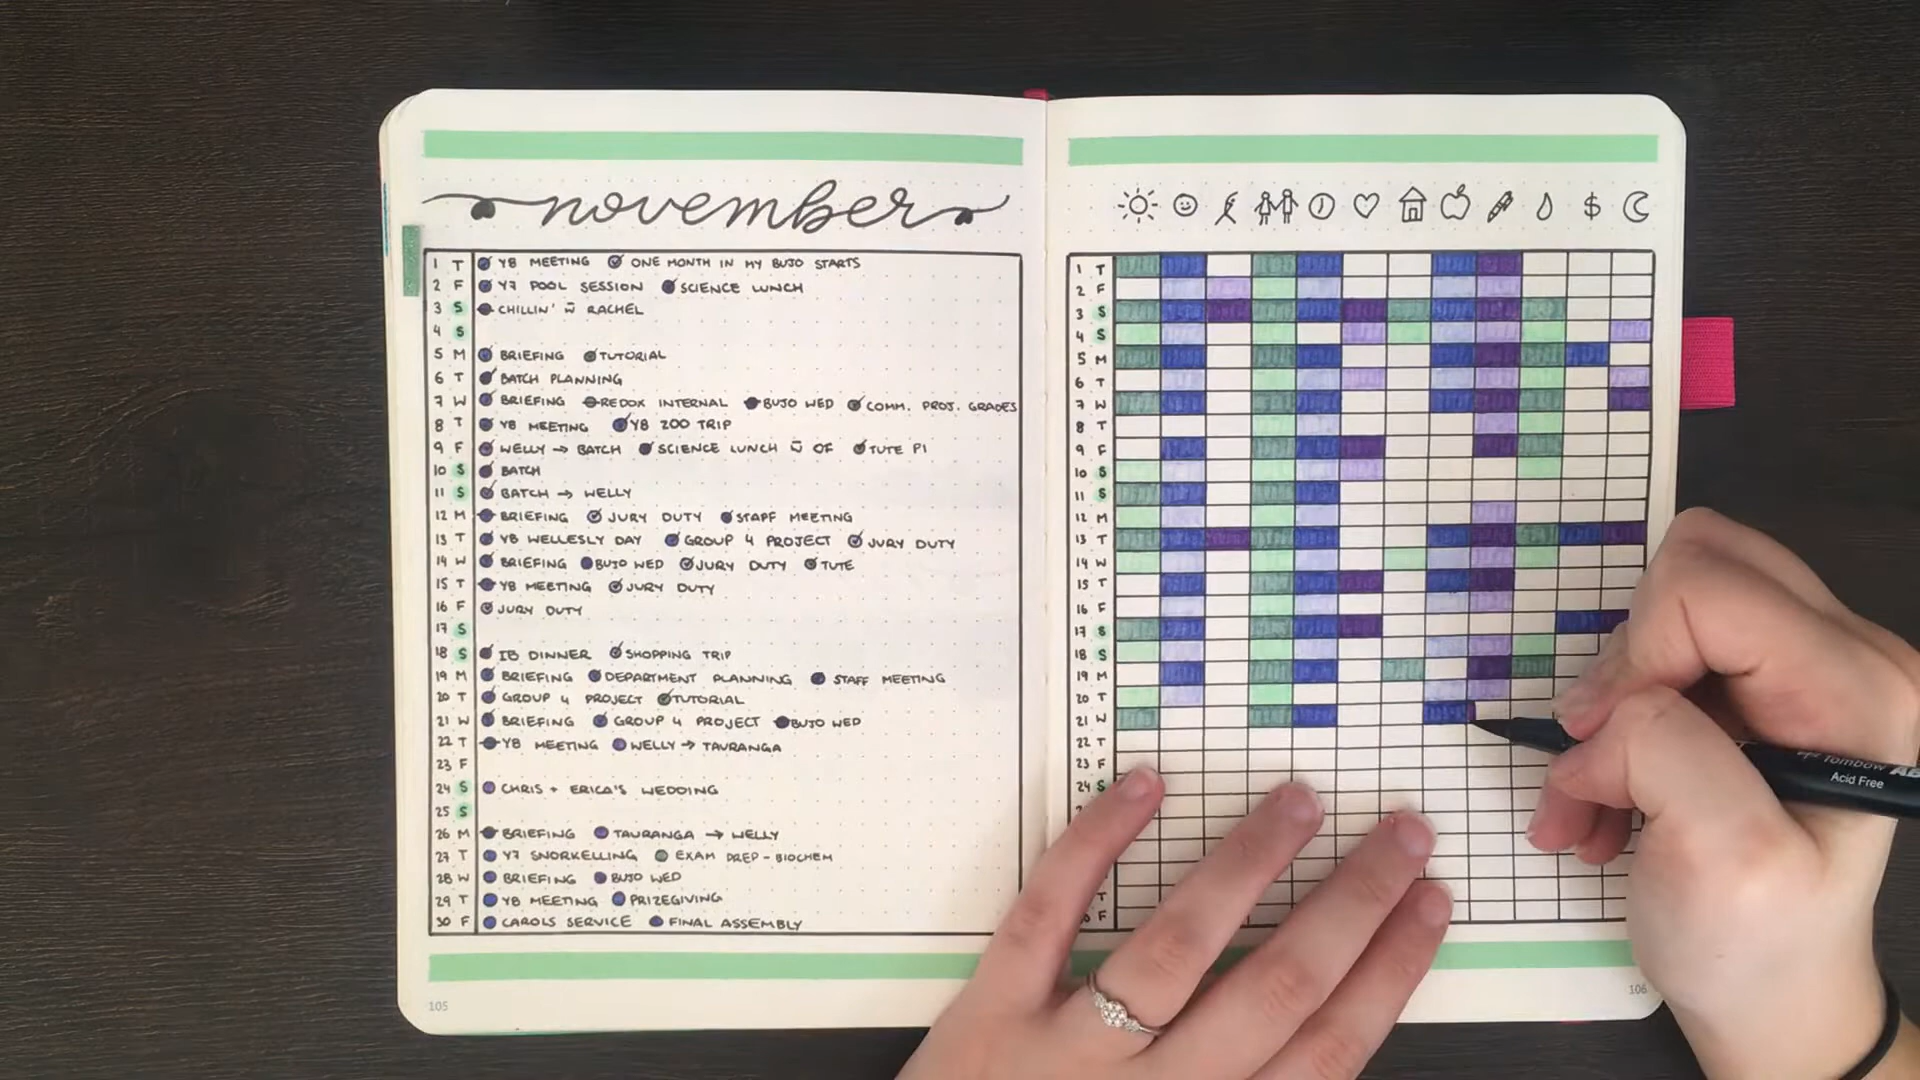 november
1 T YB MEETING ONE MONTH IN MY BUJO STARTS
2 F Y7 POOL SESSION SCIENCE LUNCH
3 S CHILLIN' W̄ RACHEL
4 S
5 M BRIEFING TUTORIAL
6 T BATCH PLANNING
7 W BRIEFING REDOX INTERNAL BUJO WED COMM. PROJ. GRADES
8 T Y8 MEETING Y8 ZOO TRIP
9 F WELLY → BATCH SCIENCE LUNCH W̄ OF TUTE P1
10 S BATCH
11 S BATCH → WELLY
12 M BRIEFING JURY DUTY STAFF MEETING
13 T Y8 WELLESLY DAY GROUP 4 PROJECT JURY DUTY
14 W BRIEFING BUJO WED JURY DUTY TUTE
15 T Y8 MEETING JURY DUTY
16 F JURY DUTY
17 S
18 S IB DINNER SHOPPING TRIP
19 M BRIEFING DEPARTMENT PLANNING STAFF MEETING
20 T GROUP 4 PROJECT TUTORIAL
21 W BRIEFING GROUP 4 PROJECT BUJO WED
22 T Y8 MEETING WELLY → TAURANGA
23 F
24 S CHRIS + ERICA'S WEDDING
25 S
26 M BRIEFING TAURANGA → WELLY
27 T Y7 SNORKELLING EXAM PREP - BIOCHEM
28 W BRIEFING BUJO WED
29 T Y8 MEETING PRIZEGIVING
30 F CAROLS SERVICE FINAL ASSEMBLY
105
$
1 T
2 F
3 S
4 S
5 M
6 T
7 W
8 T
9 F
10 S
11 S
12 M
13 T
14 W
15 T
16 F
17 S
18 S
19 M
20 T
21 W
22 T
23 F
24 S
T
F
106
Tombow AB
Acid Free